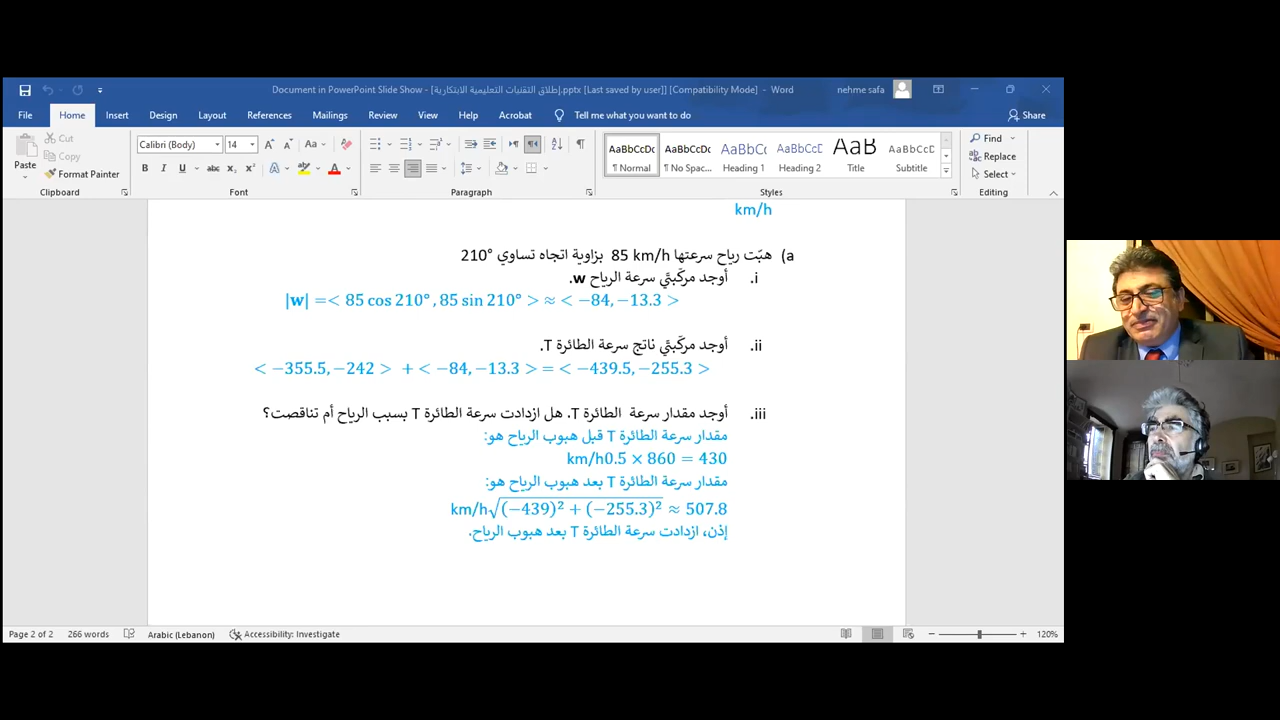 Document in PowerPoint Slide Show - [إطلاق التقنيات التعليمية الابتكارية.pptx [Last saved by user]] [Compatibility Mode] - Word
nehme safa
File Home Insert Design Layout References Mailings Review View Help Acrobat Tell me what you want to do Share
Paste
Cut
Copy
Format Painter
Calibri (Body) 14
AaBbCcDc AaBbCcDc AaBbCc AaBbCc AaB AaBbCcD
¶ Normal ¶ No Spac... Heading 1 Heading 2 Title Subtitle
Find
Replace
Select
Clipboard Font Paragraph Styles Editing
km/h
a) هبّت رياح سرعتها 85 km/h بزاوية اتجاه تساوي 210°
i. أوجد مركّبتَي سرعة الرياح w.
|w| =< 85 cos 210° , 85 sin 210° > ≈ < −84, −13.3 >
ii. أوجد مركّبتَي ناتج سرعة الطائرة T.
< −355.5, −242 > + < −84, −13.3 > = < −439.5, −255.3 >
iii. أوجد مقدار سرعة الطائرة T. هل ازدادت سرعة الطائرة T بسبب الرياح أم تناقصت؟
مقدار سرعة الطائرة T قبل هبوب الرياح هو:
km/h0.5 × 860 = 430
مقدار سرعة الطائرة T بعد هبوب الرياح هو:
km/h√(−439)² + (−255.3)² ≈ 507.8
إذن، ازدادت سرعة الطائرة T بعد هبوب الرياح.
Page 2 of 2 266 words Arabic (Lebanon) Accessibility: Investigate 120%